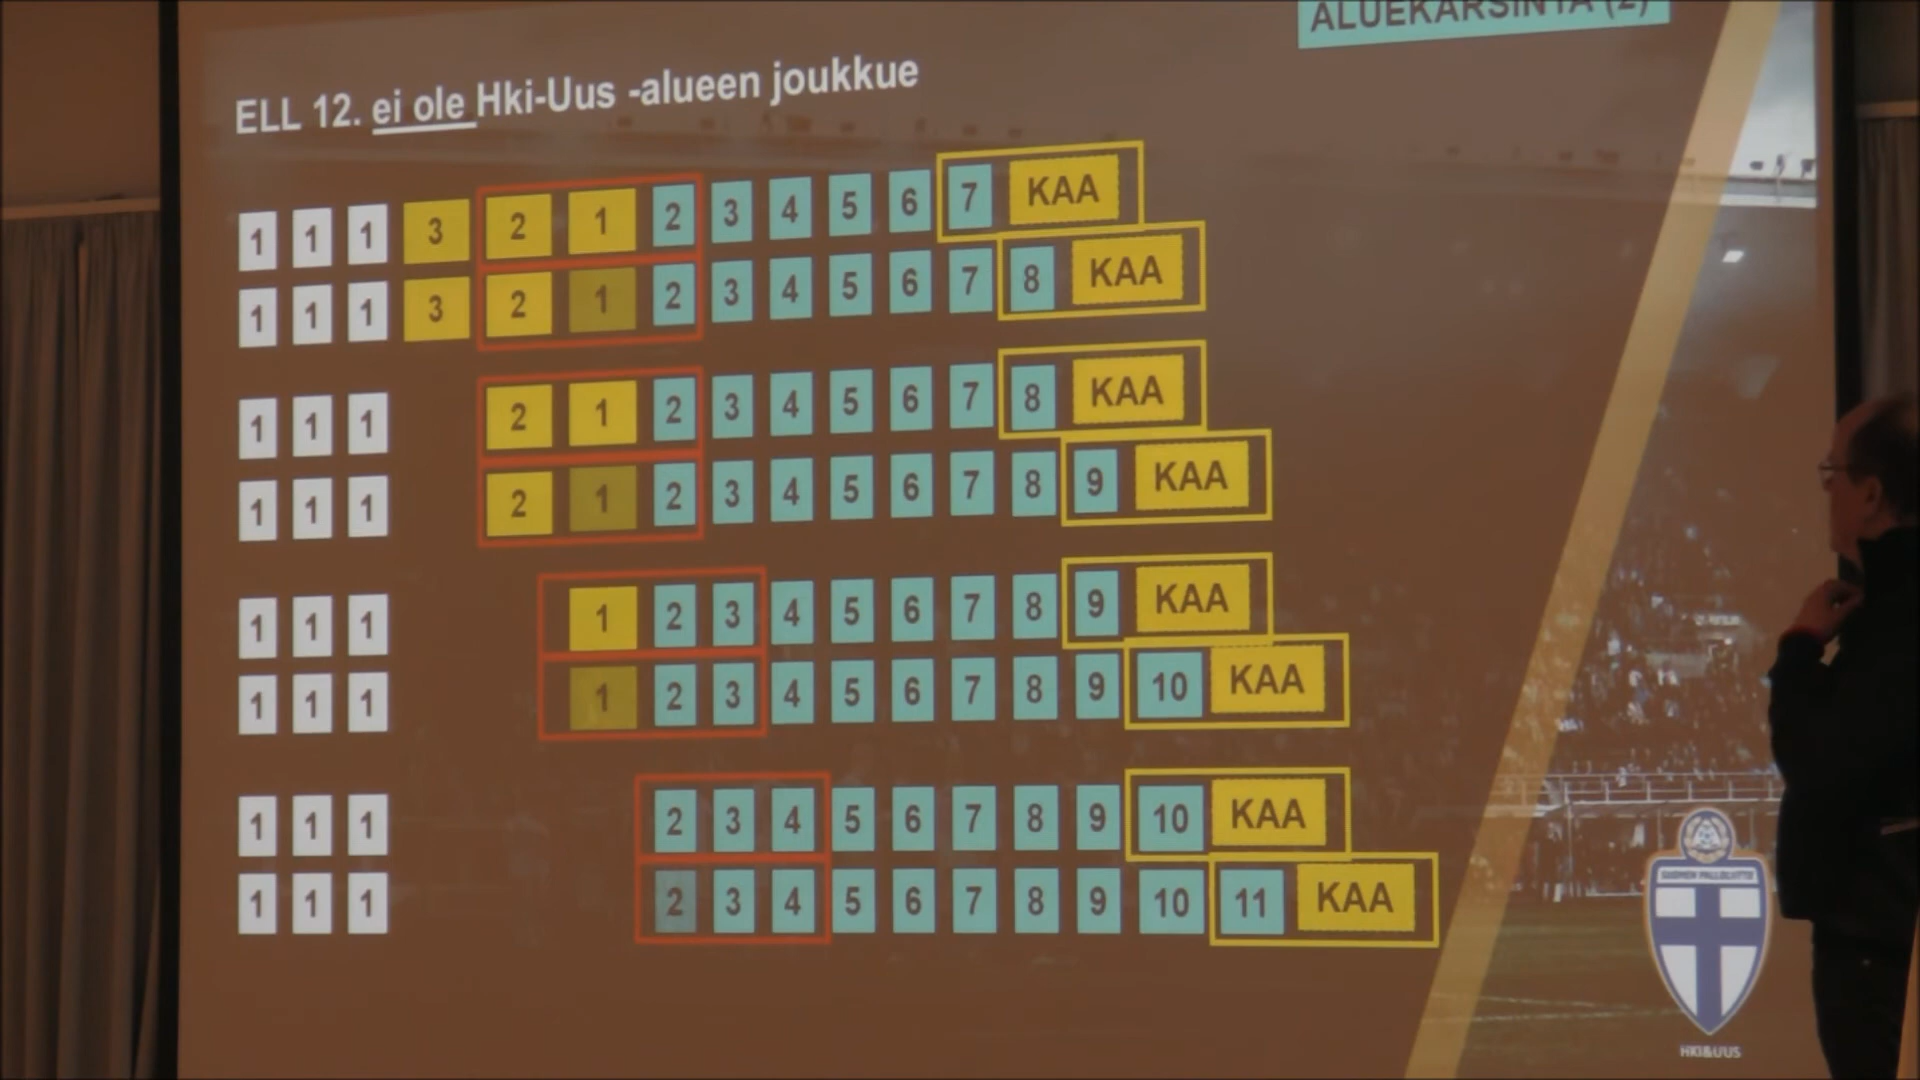 ALUEKARSINTA (2)
ELL 12. ei ole Hki-Uus -alueen joukkue
1 1 1 3 2 1 2 3 4 5 6 7 KAA
1 1 1 3 2 1 2 3 4 5 6 7 8 KAA
1 1 1 2 1 2 3 4 5 6 7 8 KAA
1 1 1 2 1 2 3 4 5 6 7 8 9 KAA
1 1 1 1 2 3 4 5 6 7 8 9 KAA
1 1 1 1 2 3 4 5 6 7 8 9 10 KAA
1 1 1 2 3 4 5 6 7 8 9 10 KAA
1 1 1 2 3 4 5 6 7 8 9 10 11 KAA
SUOMEN PALLOLIITTO
HKI&UUS